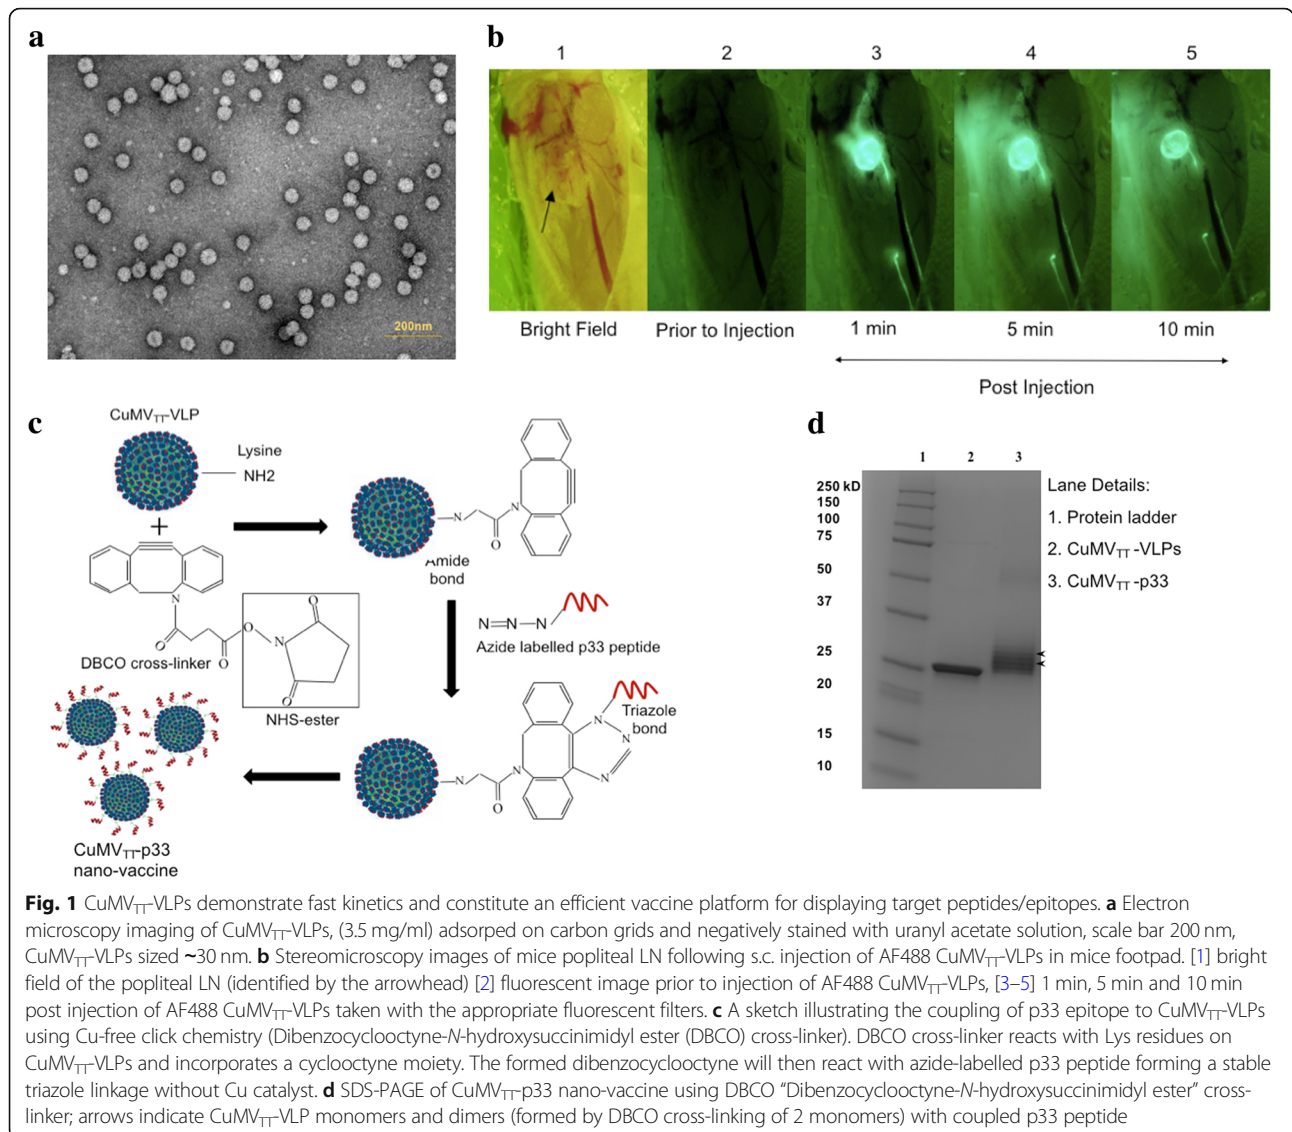 a
200nm
b
1 2 3 4 5
Bright Field Prior to Injection 1 min 5 min 10 min
Post Injection
c
CuMVTT-VLP
Lysine
NH2
+
N
O
O
O
N
O
O
DBCO cross-linker
NHS-ester
N
O
N
Amide
bond
N=N—N
Azide labelled p33 peptide
Triazole
bond
N
N
N
N
O
N
CuMVTT-p33
nano-vaccine
d
1 2 3
250 kD
150
100
75
50
37
25
20
15
10
Lane Details:
1. Protein ladder
2. CuMVTT-VLPs
3. CuMVTT-p33
Fig. 1 CuMVTT-VLPs demonstrate fast kinetics and constitute an efficient vaccine platform for displaying target peptides/epitopes. a Electron
microscopy imaging of CuMVTT-VLPs, (3.5 mg/ml) adsorped on carbon grids and negatively stained with uranyl acetate solution, scale bar 200 nm,
CuMVTT-VLPs sized ~30 nm. b Stereomicroscopy images of mice popliteal LN following s.c. injection of AF488 CuMVTT-VLPs in mice footpad. [1] bright
field of the popliteal LN (identified by the arrowhead) [2] fluorescent image prior to injection of AF488 CuMVTT-VLPs, [3–5] 1 min, 5 min and 10 min
post injection of AF488 CuMVTT-VLPs taken with the appropriate fluorescent filters. c A sketch illustrating the coupling of p33 epitope to CuMVTT-VLPs
using Cu-free click chemistry (Dibenzocyclooctyne-N-hydroxysuccinimidyl ester (DBCO) cross-linker). DBCO cross-linker reacts with Lys residues on
CuMVTT-VLPs and incorporates a cyclooctyne moiety. The formed dibenzocyclooctyne will then react with azide-labelled p33 peptide forming a stable
triazole linkage without Cu catalyst. d SDS-PAGE of CuMVTT-p33 nano-vaccine using DBCO “Dibenzocyclooctyne-N-hydroxysuccinimidyl ester” cross-
linker; arrows indicate CuMVTT-VLP monomers and dimers (formed by DBCO cross-linking of 2 monomers) with coupled p33 peptide